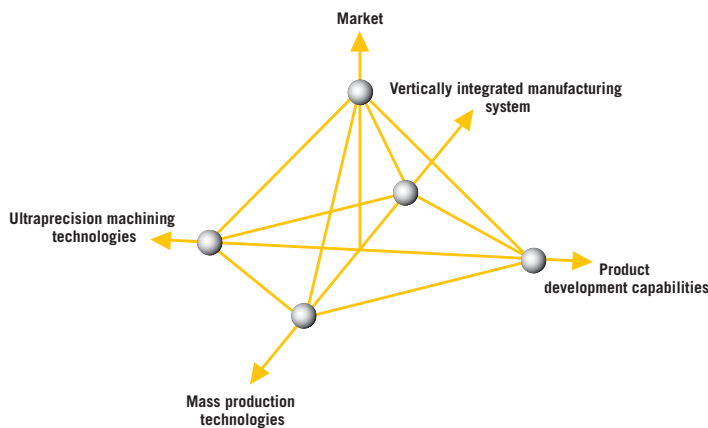 Market
Vertically integrated manufacturing
system
Ultraprecision machining
technologies
Product
development capabilities
Mass production
technologies